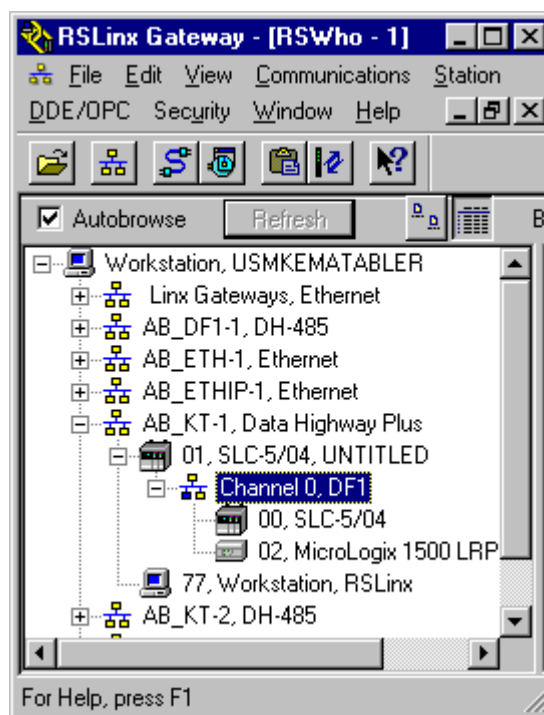 RSLinx Gateway - [RSWho - 1]
File Edit View Communications Station
DDE/OPC Security Window Help
Autobrowse Refresh B
Workstation, USMKEMATABLER
Linx Gateways, Ethernet
AB_DF1-1, DH-485
AB_ETH-1, Ethernet
AB_ETHIP-1, Ethernet
AB_KT-1, Data Highway Plus
01, SLC-5/04, UNTITLED
Channel 0, DF1
00, SLC-5/04
02, MicroLogix 1500 LRP
77, Workstation, RSLinx
AB_KT-2, DH-485
For Help, press F1